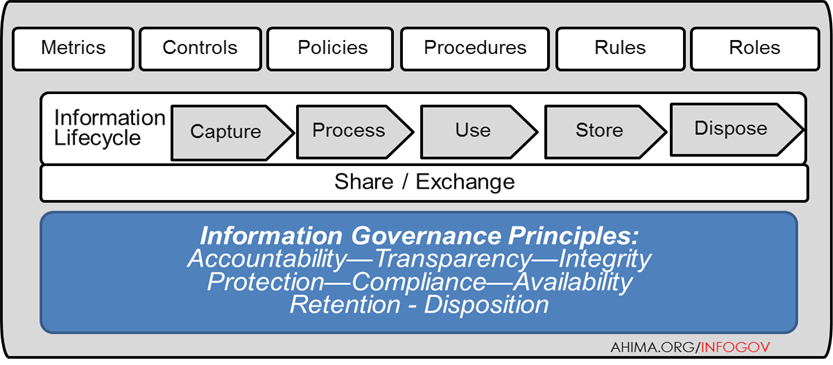 Metrics
Controls
Policies
Procedures
Rules
Roles
Information
Lifecycle
Capture
Process
Use
Store
Dispose
Share / Exchange
Information Governance Principles:
Accountability—Transparency—Integrity
Protection—Compliance—Availability
Retention - Disposition
AHIMA.ORG/INFOGOV